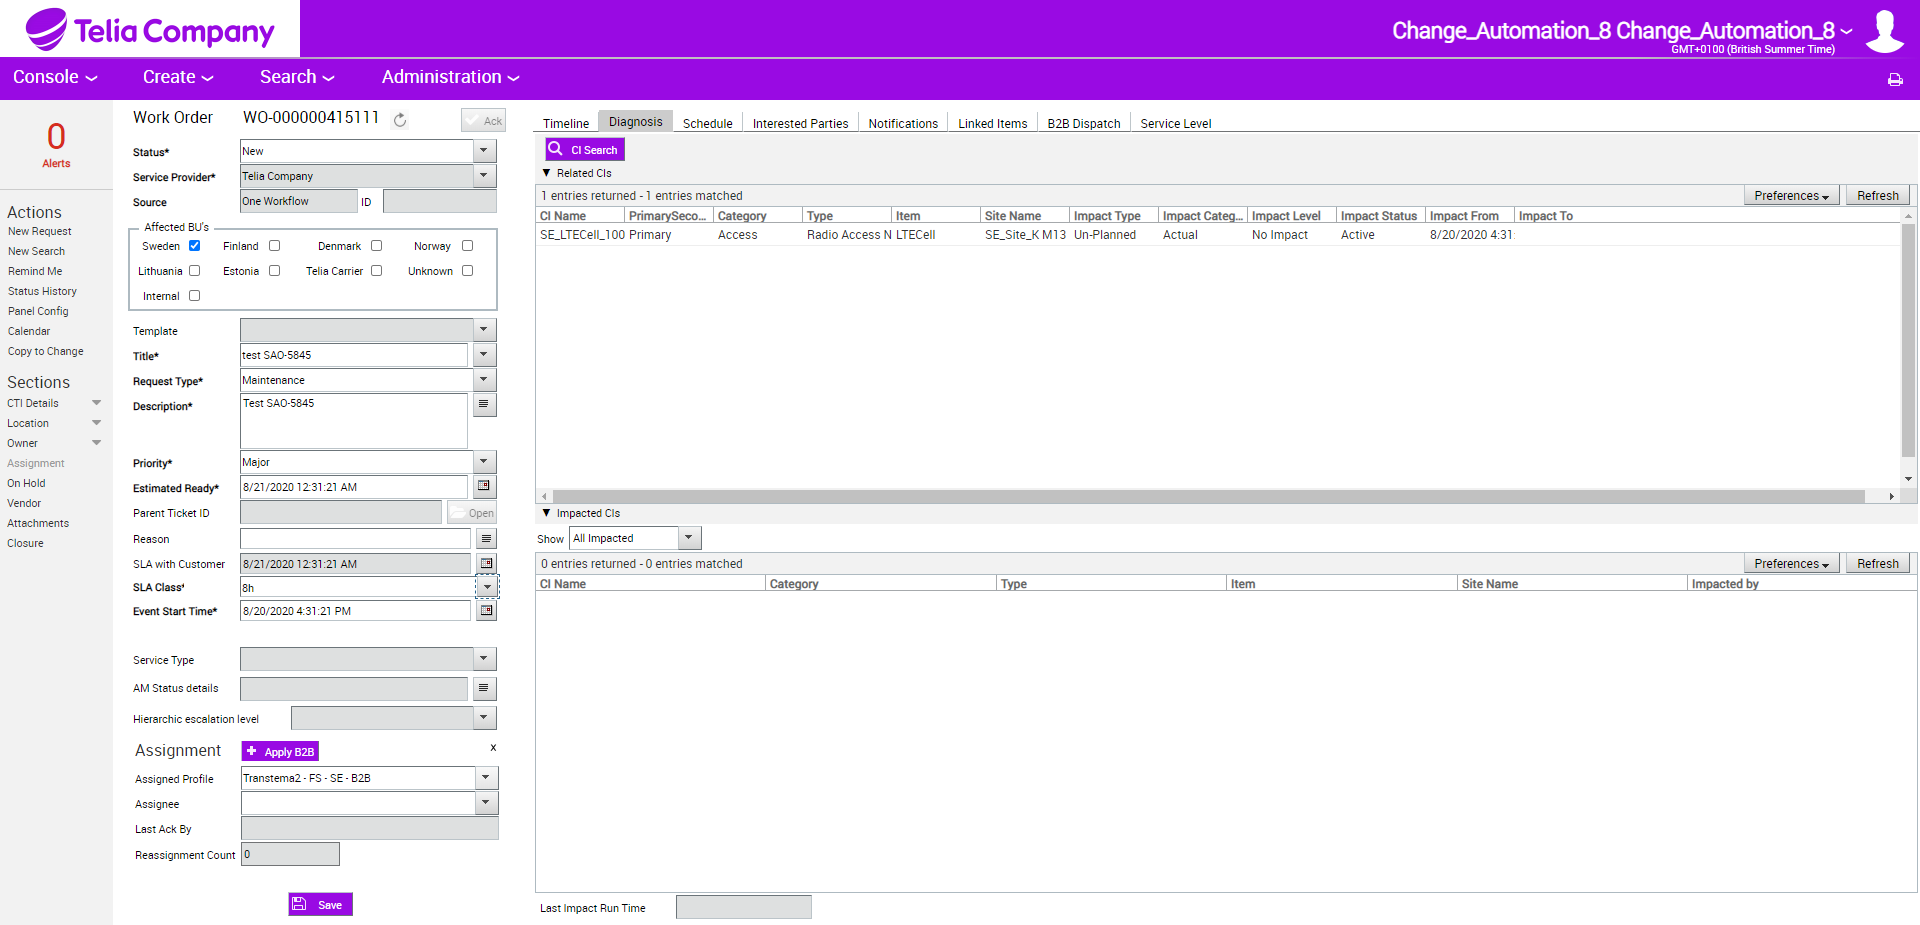 Telia Company
Change_Automation_8 Change_Automation_8
GMT+0100 (British Summer Time)
Console Create Search Administration
0
Alerts
Actions
New Request
New Search
Remind Me
Status History
Panel Config
Calendar
Copy to Change
Sections
CTI Details
Location
Owner
Assignment
On Hold
Vendor
Attachments
Closure
Work Order WO-000000415111 Ack
Status* New
Service Provider* Telia Company
Source One Workflow ID
Affected BU's
Sweden Finland Denmark Norway
Lithuania Estonia Telia Carrier Unknown
Internal
Template
Title* test SAO-5845
Request Type* Maintenance
Description* Test SAO-5845
Priority* Major
Estimated Ready* 8/21/2020 12:31:21 AM
Parent Ticket ID Open
Reason
SLA with Customer 8/21/2020 12:31:21 AM
SLA Class* 8h
Event Start Time* 8/20/2020 4:31:21 PM
Service Type
AM Status details
Hierarchic escalation level
Assignment Apply B2B x
Assigned Profile Transtema2 - FS - SE - B2B
Assignee
Last Ack By
Reassignment Count 0
Save
Timeline Diagnosis Schedule Interested Parties Notifications Linked Items B2B Dispatch Service Level
CI Search
Related CIs
1 entries returned - 1 entries matched Preferences Refresh
CI Name PrimarySeco... Category Type Item Site Name Impact Type Impact Categ... Impact Level Impact Status Impact From Impact To
SE_LTECell_100 Primary Access Radio Access N LTECell SE_Site_K M13 Un-Planned Actual No Impact Active 8/20/2020 4:31:
Impacted CIs
Show All Impacted
0 entries returned - 0 entries matched Preferences Refresh
CI Name Category Type Item Site Name Impacted by
Last Impact Run Time